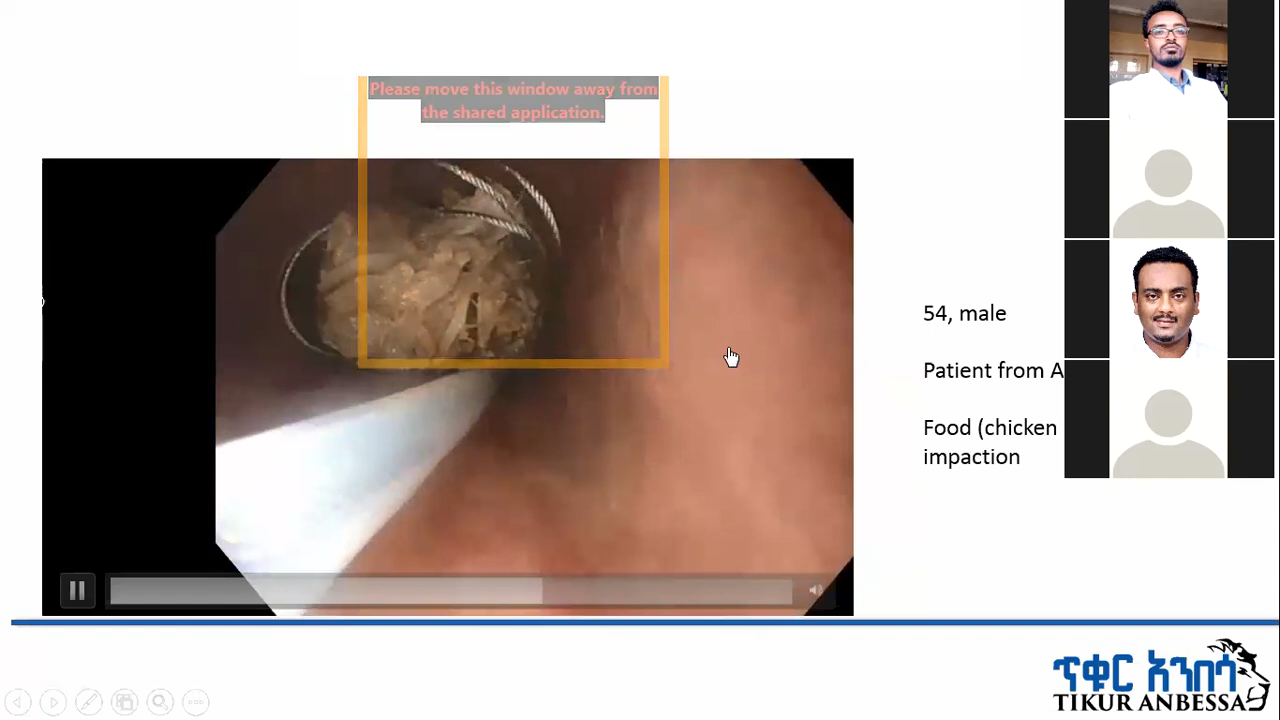 Please move this window away from
the shared application.
54, male
Patient from A
Food (chicken
impaction
ጥቁር አንበሳ
TIKUR ANBESSA